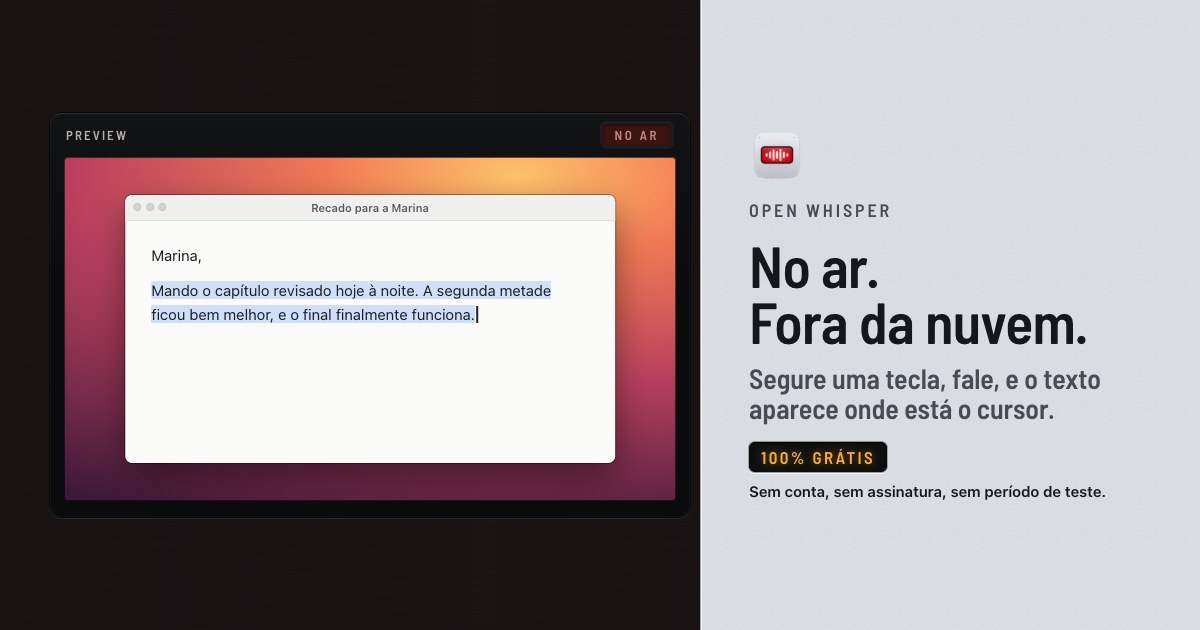 PREVIEW
NO AR
Recado para a Marina
Marina,
Mando o capítulo revisado hoje à noite. A segunda metade
ficou bem melhor, e o final finalmente funciona.
OPEN WHISPER
No ar.
Fora da nuvem.
Segure uma tecla, fale, e o texto
aparece onde está o cursor.
100% GRÁTIS
Sem conta, sem assinatura, sem período de teste.